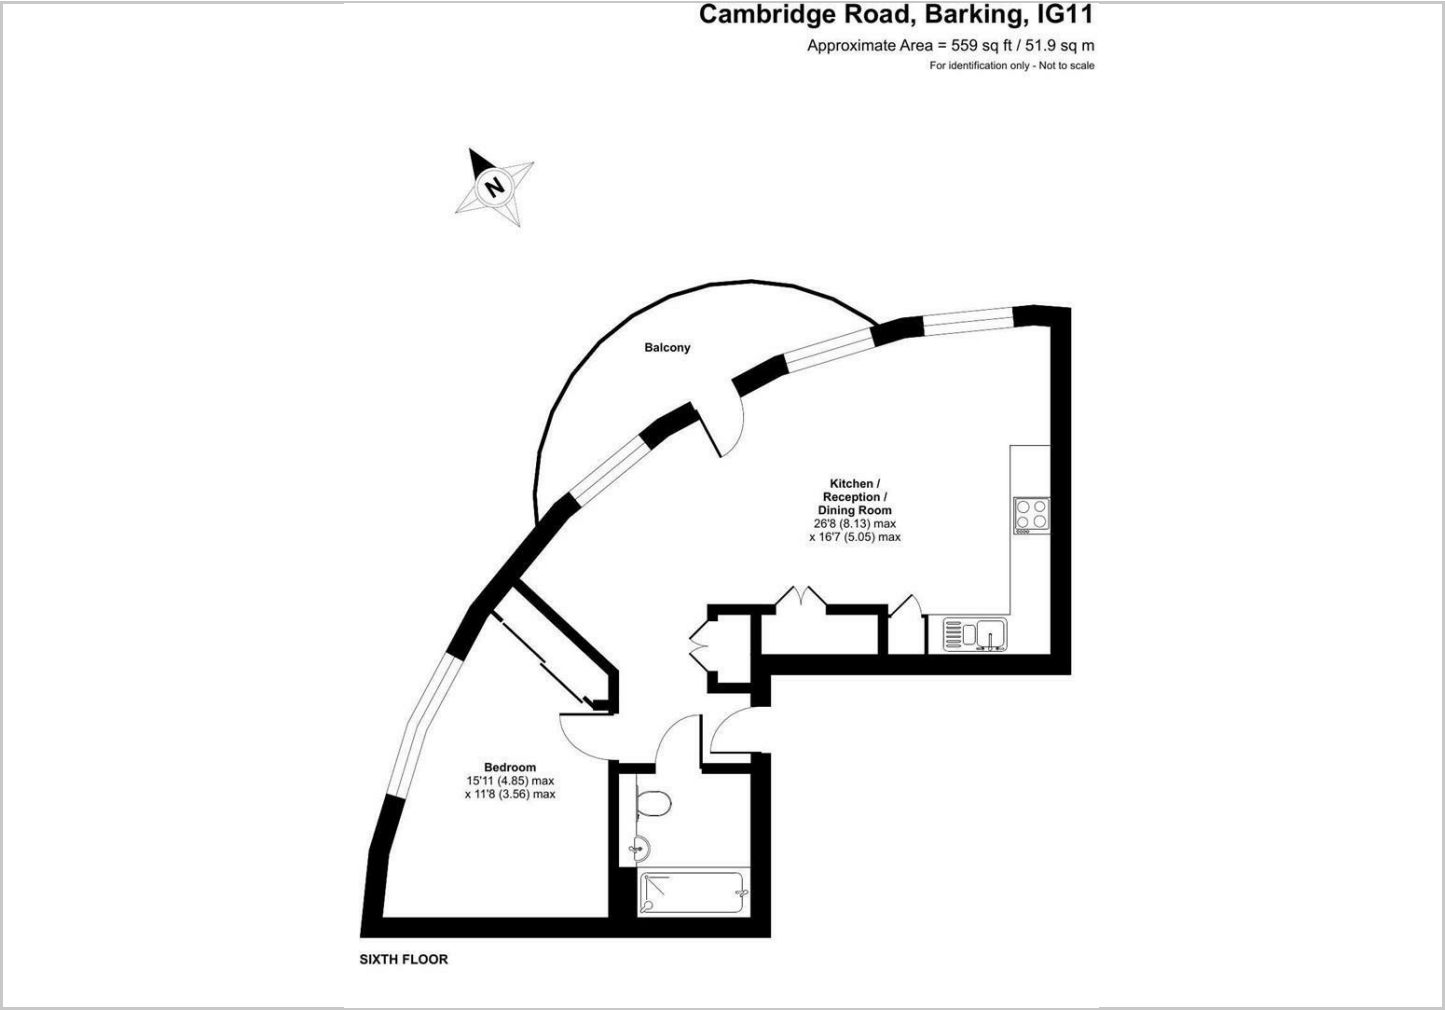 Cambridge Road, Barking, IG11
Approximate Area = 559 sq ft / 51.9 sq m
For identification only - Not to scale
N
Balcony
Kitchen /
Reception /
Dining Room
26'8 (8.13) max
x 16'7 (5.05) max
Bedroom
15'11 (4.85) max
x 11'8 (3.56) max
SIXTH FLOOR